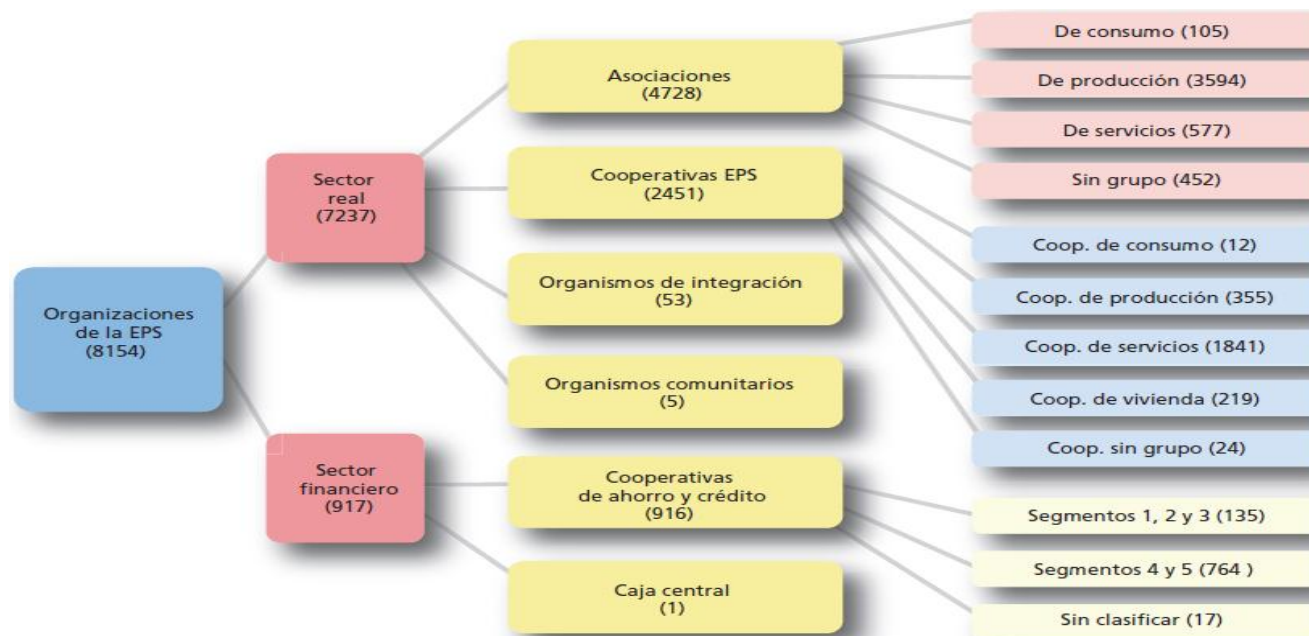 Organizaciones
de la EPS
(8154)
Sector
real
(7237)
Sector
financiero
(917)
Asociaciones
(4728)
Cooperativas EPS
(2451)
Organismos de integración
(53)
Organismos comunitarios
(5)
Cooperativas
de ahorro y crédito
(916)
Caja central
(1)
De consumo (105)
De producción (3594)
De servicios (577)
Sin grupo (452)
Coop. de consumo (12)
Coop. de producción (355)
Coop. de servicios (1841)
Coop. de vivienda (219)
Coop. sin grupo (24)
Segmentos 1, 2 y 3 (135)
Segmentos 4 y 5 (764 )
Sin clasificar (17)